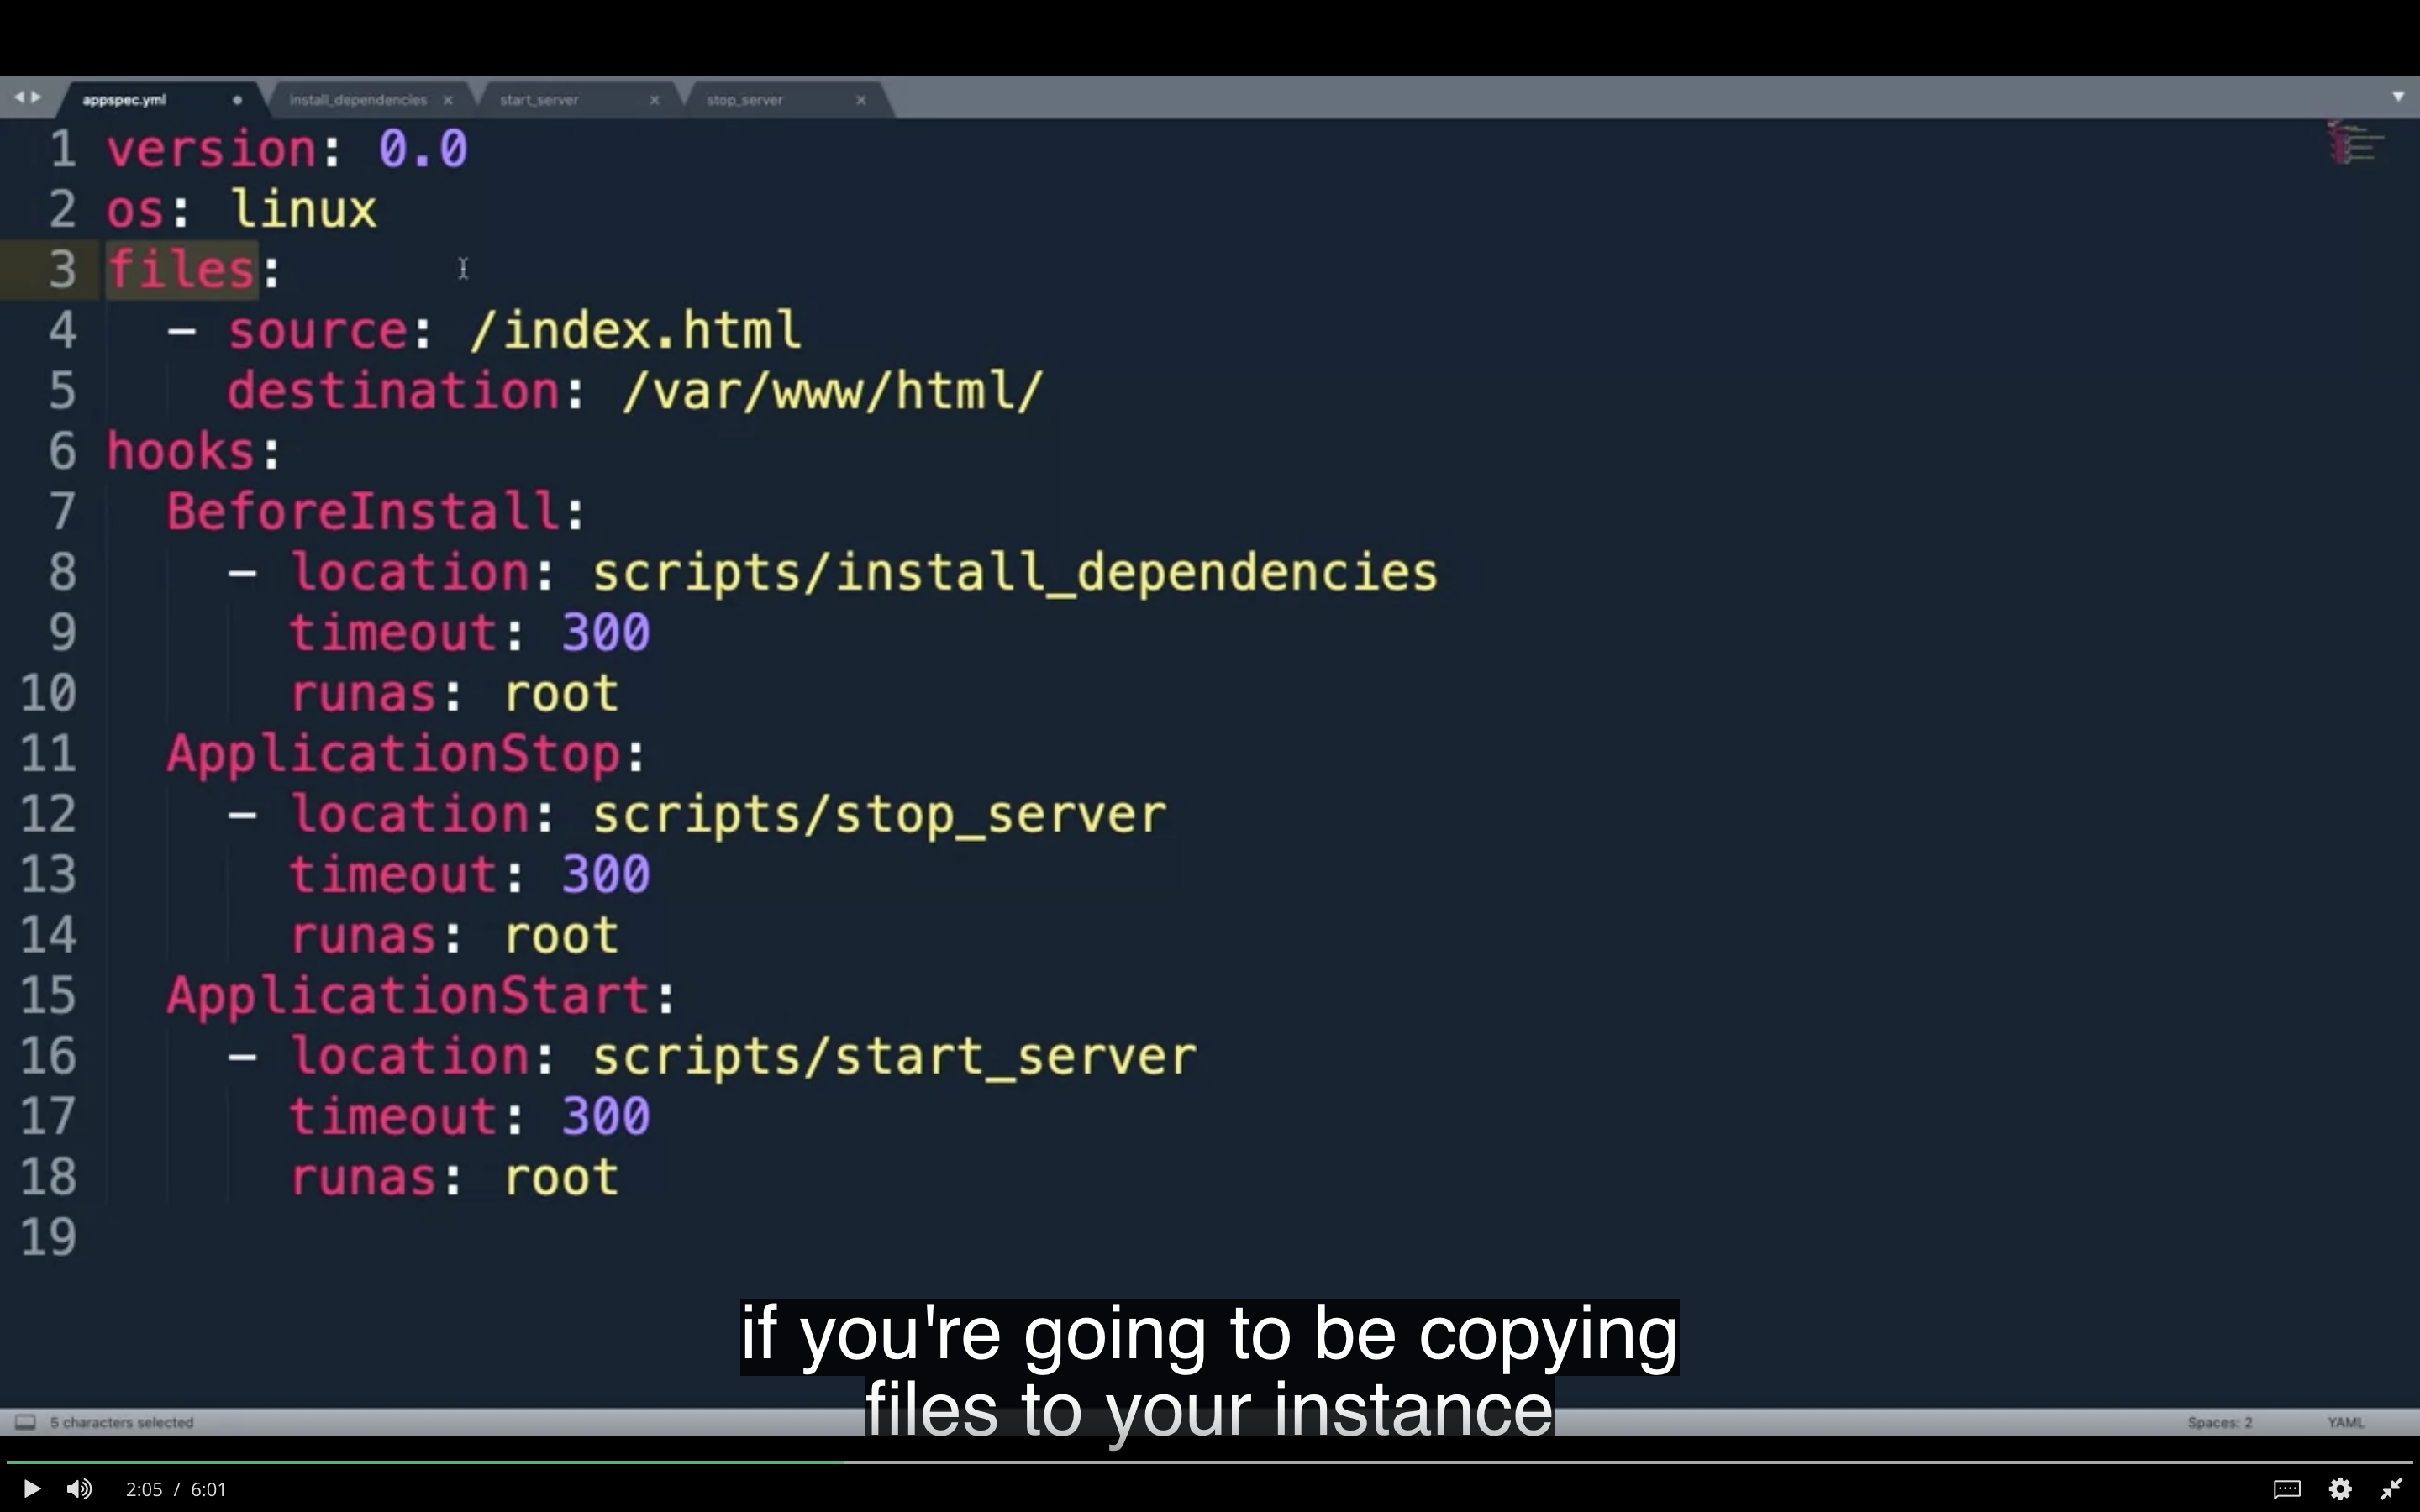 appspec.yml install_dependencies start_server stop_server
1 version: 0.0
2 os: linux
3 files:
4 - source: /index.html
5 destination: /var/www/html/
6 hooks:
7 BeforeInstall:
8 - location: scripts/install_dependencies
9 timeout: 300
10 runas: root
11 ApplicationStop:
12 - location: scripts/stop_server
13 timeout: 300
14 runas: root
15 ApplicationStart:
16 - location: scripts/start_server
17 timeout: 300
18 runas: root
19
if you're going to be copying
files to your instance
5 characters selected Spaces: 2 YAML
2:05 / 6:01